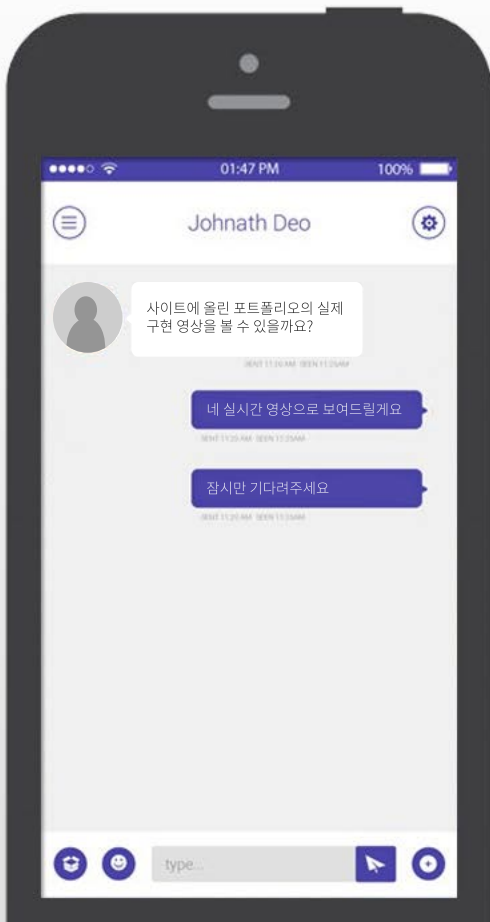 01:47 PM
100%
Johnath Deo
사이트에 올린 포트폴리오의 실제
구현 영상을 볼 수 있을까요?
네 실시간 영상으로 보여드릴게요
잠시만 기다려주세요
type...